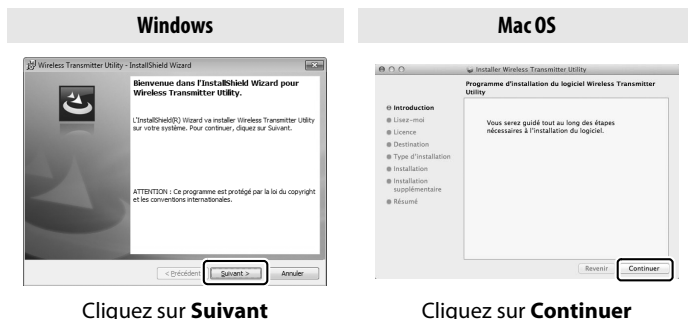 Windows
Wireless Transmitter Utility - InstallShield Wizard
Bienvenue dans l'InstallShield Wizard pour
Wireless Transmitter Utility.
L'InstallShield(R) Wizard va installer Wireless Transmitter Utility
sur votre système. Pour continuer, cliquez sur Suivant.
ATTENTION : Ce programme est protégé par la loi du copyright
et les conventions internationales.
< Précédent
Suivant >
Annuler
Cliquez sur Suivant
Mac OS
Installer Wireless Transmitter Utility
Programme d'installation du logiciel Wireless Transmitter
Utility
Introduction
Lisez-moi
Licence
Destination
Type d'installation
Installation
Installation
supplémentaire
Résumé
Vous serez guidé tout au long des étapes
nécessaires à l'installation du logiciel.
Revenir
Continuer
Cliquez sur Continuer